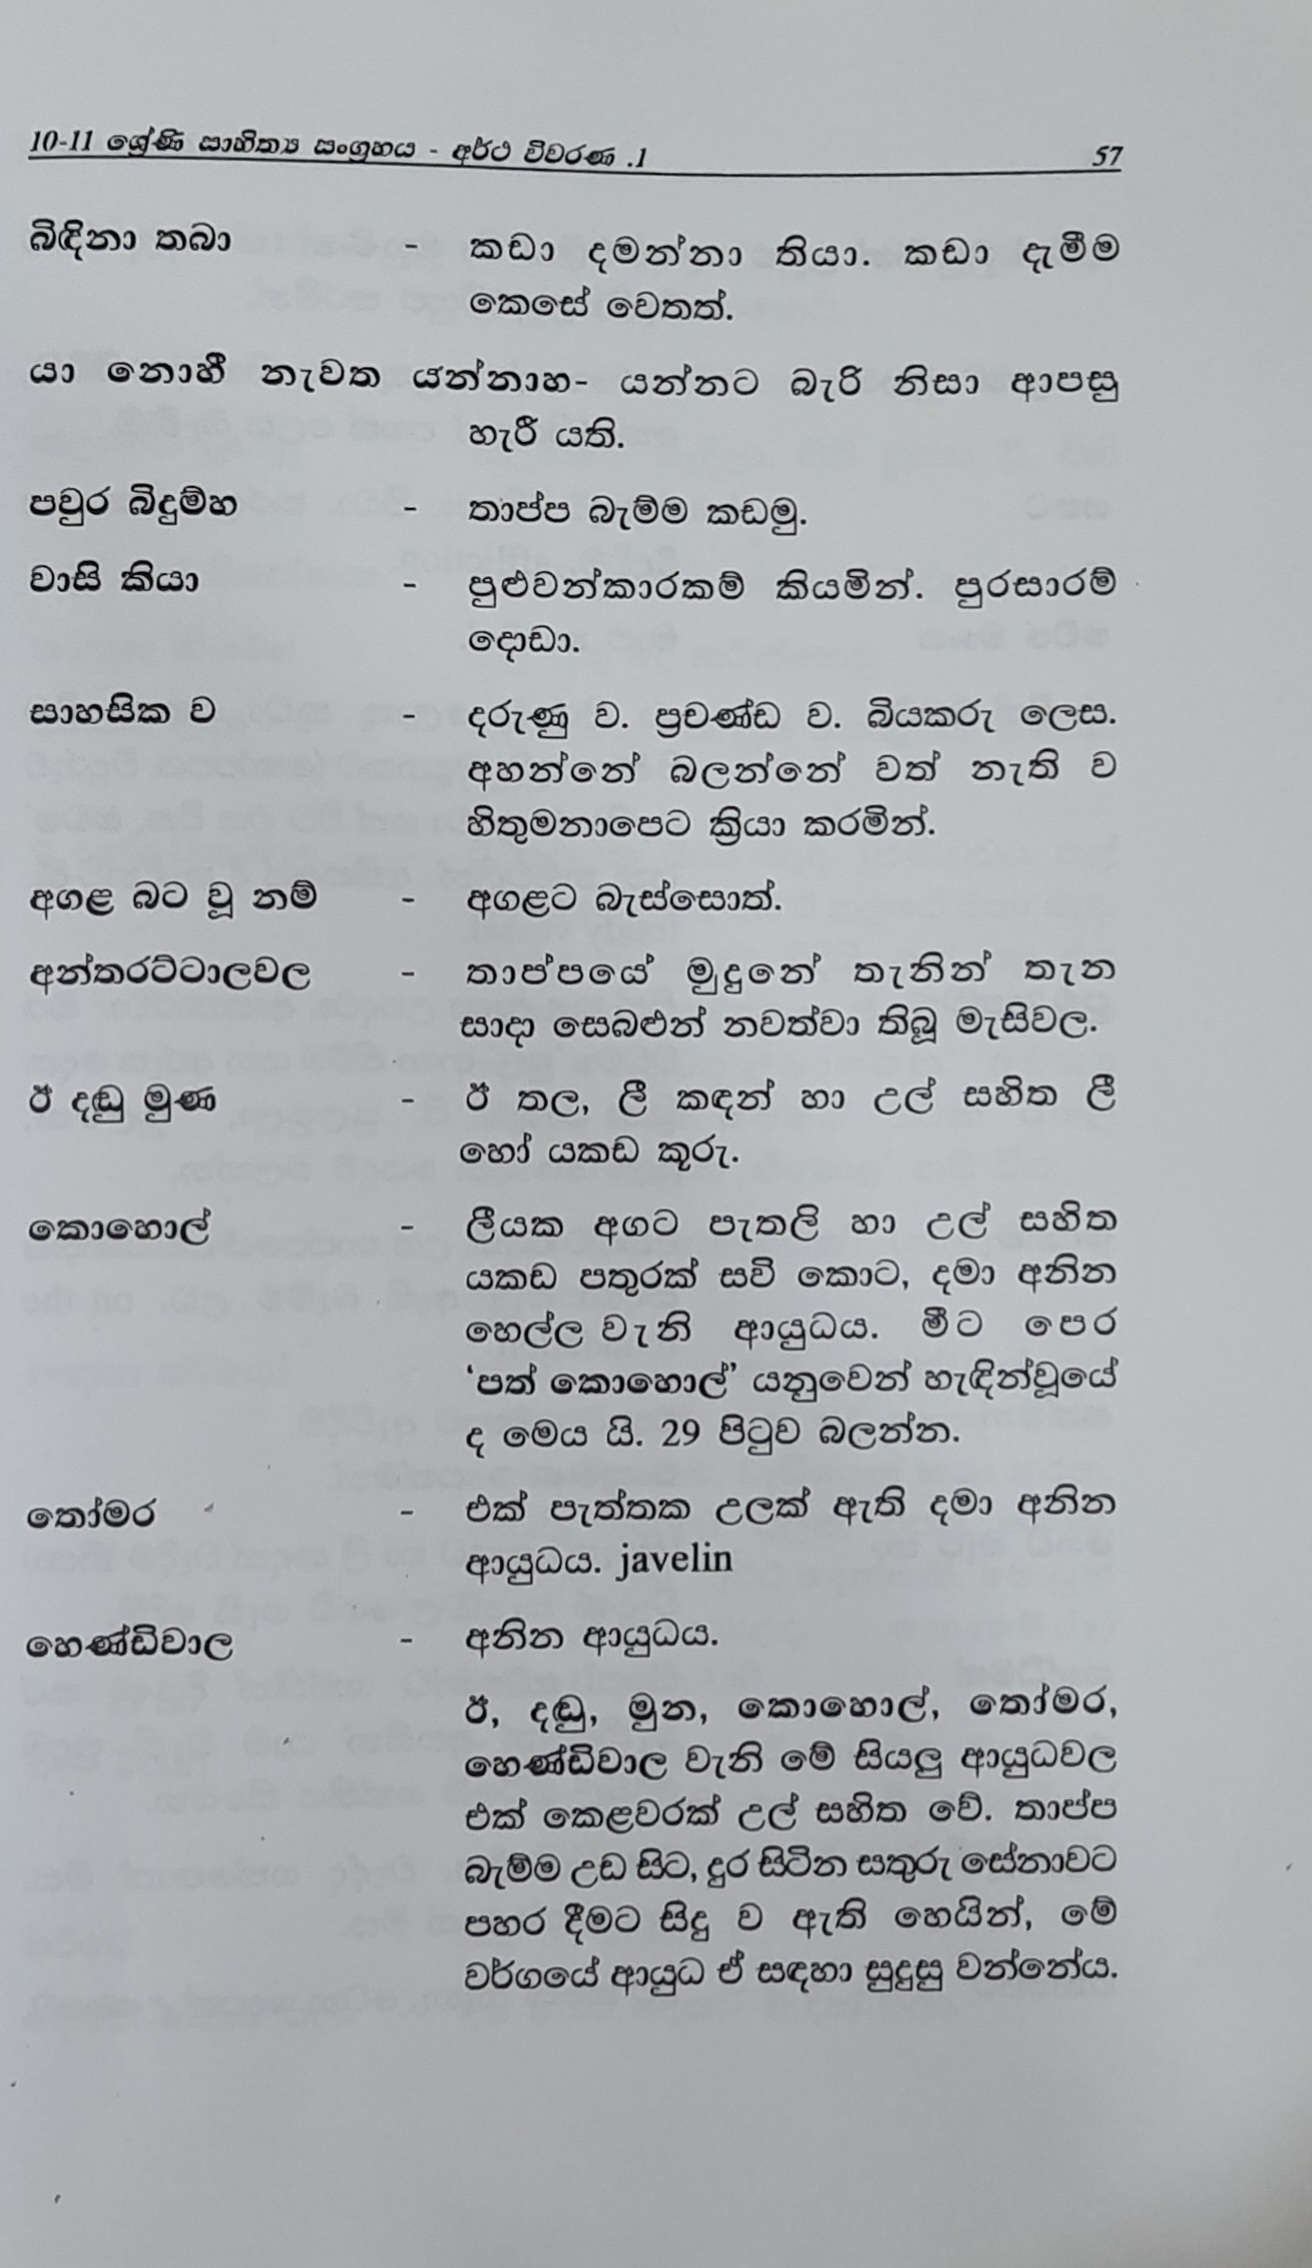 10-11 ශ්‍රේණි සාහිත්‍ය සංග්‍රහය - අර්ථ විවරණ .1 57
බිඳිනා තබා - කඩා දමන්නා තියා. කඩා දැමීම
කෙසේ වෙතත්.
යා නොහී නැවත යන්නාහ- යන්නට බැරි නිසා ආපසු
හැරී යති.
පවුර බිදුම්හ - තාප්ප බැම්ම කඩමු.
වාසි කියා - පුළුවන්කාරකම් කියමින්. පුරසාරම්
දොඩා.
සාහසික ව - දරුණු ව. ප්‍රචණ්ඩ ව. බියකරු ලෙස.
අහන්නේ බලන්නේ වත් නැති ව
හිතුමනාපෙට ක්‍රියා කරමින්.
අගළ බට වූ නම් - අගළට බැස්සොත්.
අන්තරට්ටාලවල - තාප්පයේ මුදුනේ තැනින් තැන
සාදා සෙබළුන් නවත්වා තිබූ මැසිවල.
ඊ දඬු මුණ - ඊ තල, ලී කඳන් හා උල් සහිත ලී
හෝ යකඩ කූරු.
කොහොල් - ලීයක අගට පැතලි හා උල් සහිත
යකඩ පතුරක් සවි කොට, දමා අනින
හෙල්ල වැනි ආයුධය. මීට පෙර
‘පත් කොහොල්’ යනුවෙන් හැඳින්වූයේ
ද මෙය යි. 29 පිටුව බලන්න.
තෝමර - එක් පැත්තක උලක් ඇති දමා අනින
ආයුධය. javelin
හෙණ්ඩිවාල - අනින ආයුධය.
ඊ, දඬු, මුන, කොහොල්, තෝමර,
හෙණ්ඩිවාල වැනි මේ සියලු ආයුධවල
එක් කෙළවරක් උල් සහිත වේ. තාප්ප
බැම්ම උඩ සිට, දුර සිටින සතුරු සේනාවට
පහර දීමට සිදු ව ඇති හෙයින්, මේ
වර්ගයේ ආයුධ ඒ සඳහා සුදුසු වන්නේය.